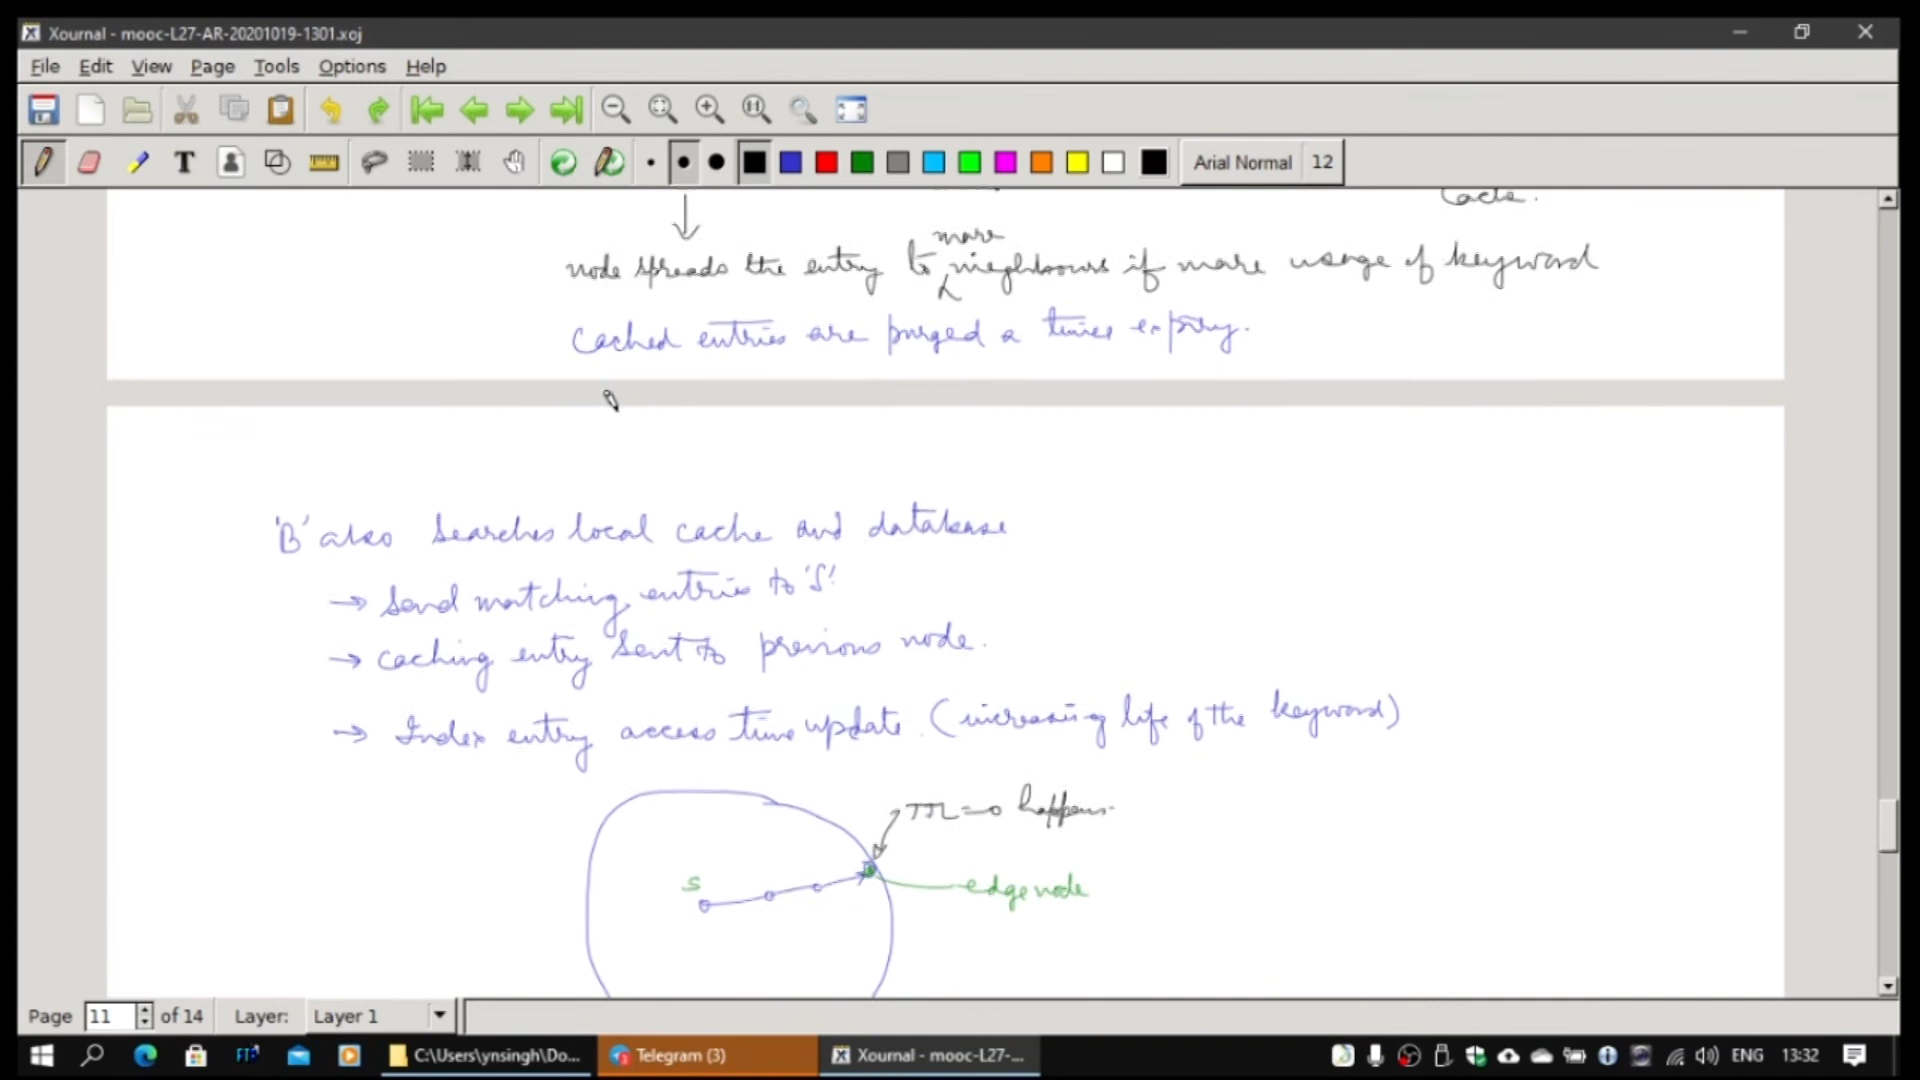 Xournal - mooc-L27-AR-20201019-1301.xoj
File Edit View Page Tools Options Help
Arial Normal 12
node spreads the entry to more neighbours if more usage of keyword
Cached entries are purged a timer expiry.
'B' also searches local cache and database
→ Send matching entries to 'S'
→ caching entry sent to previous node.
→ Index entry access time update. (increasing life of the keyword)
TTL=0 happens.
S
edge node
Page 11 of 14 Layer: Layer 1
C:\Users\ynsingh\Do... Telegram (3) Xournal - mooc-L27-... ENG 13:32